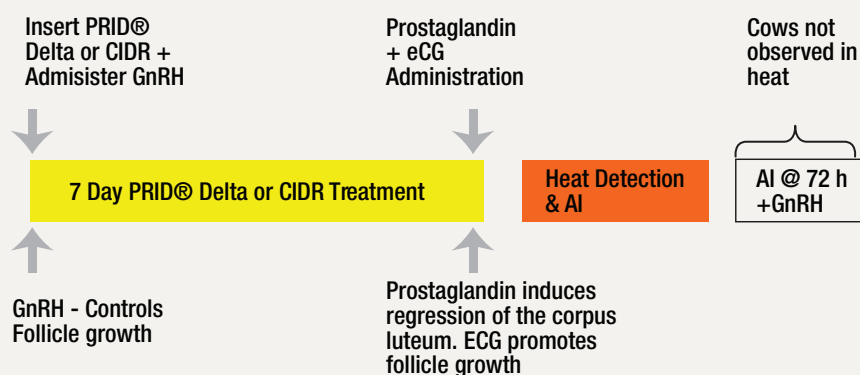 Insert PRID®
Delta or CIDR +
Admisister GnRH
Prostaglandin
+ eCG
Administration
Cows not
observed in
heat
7 Day PRID® Delta or CIDR Treatment
Heat Detection
& AI
AI @ 72 h
+GnRH
GnRH - Controls
Follicle growth
Prostaglandin induces
regression of the corpus
luteum. ECG promotes
follicle growth